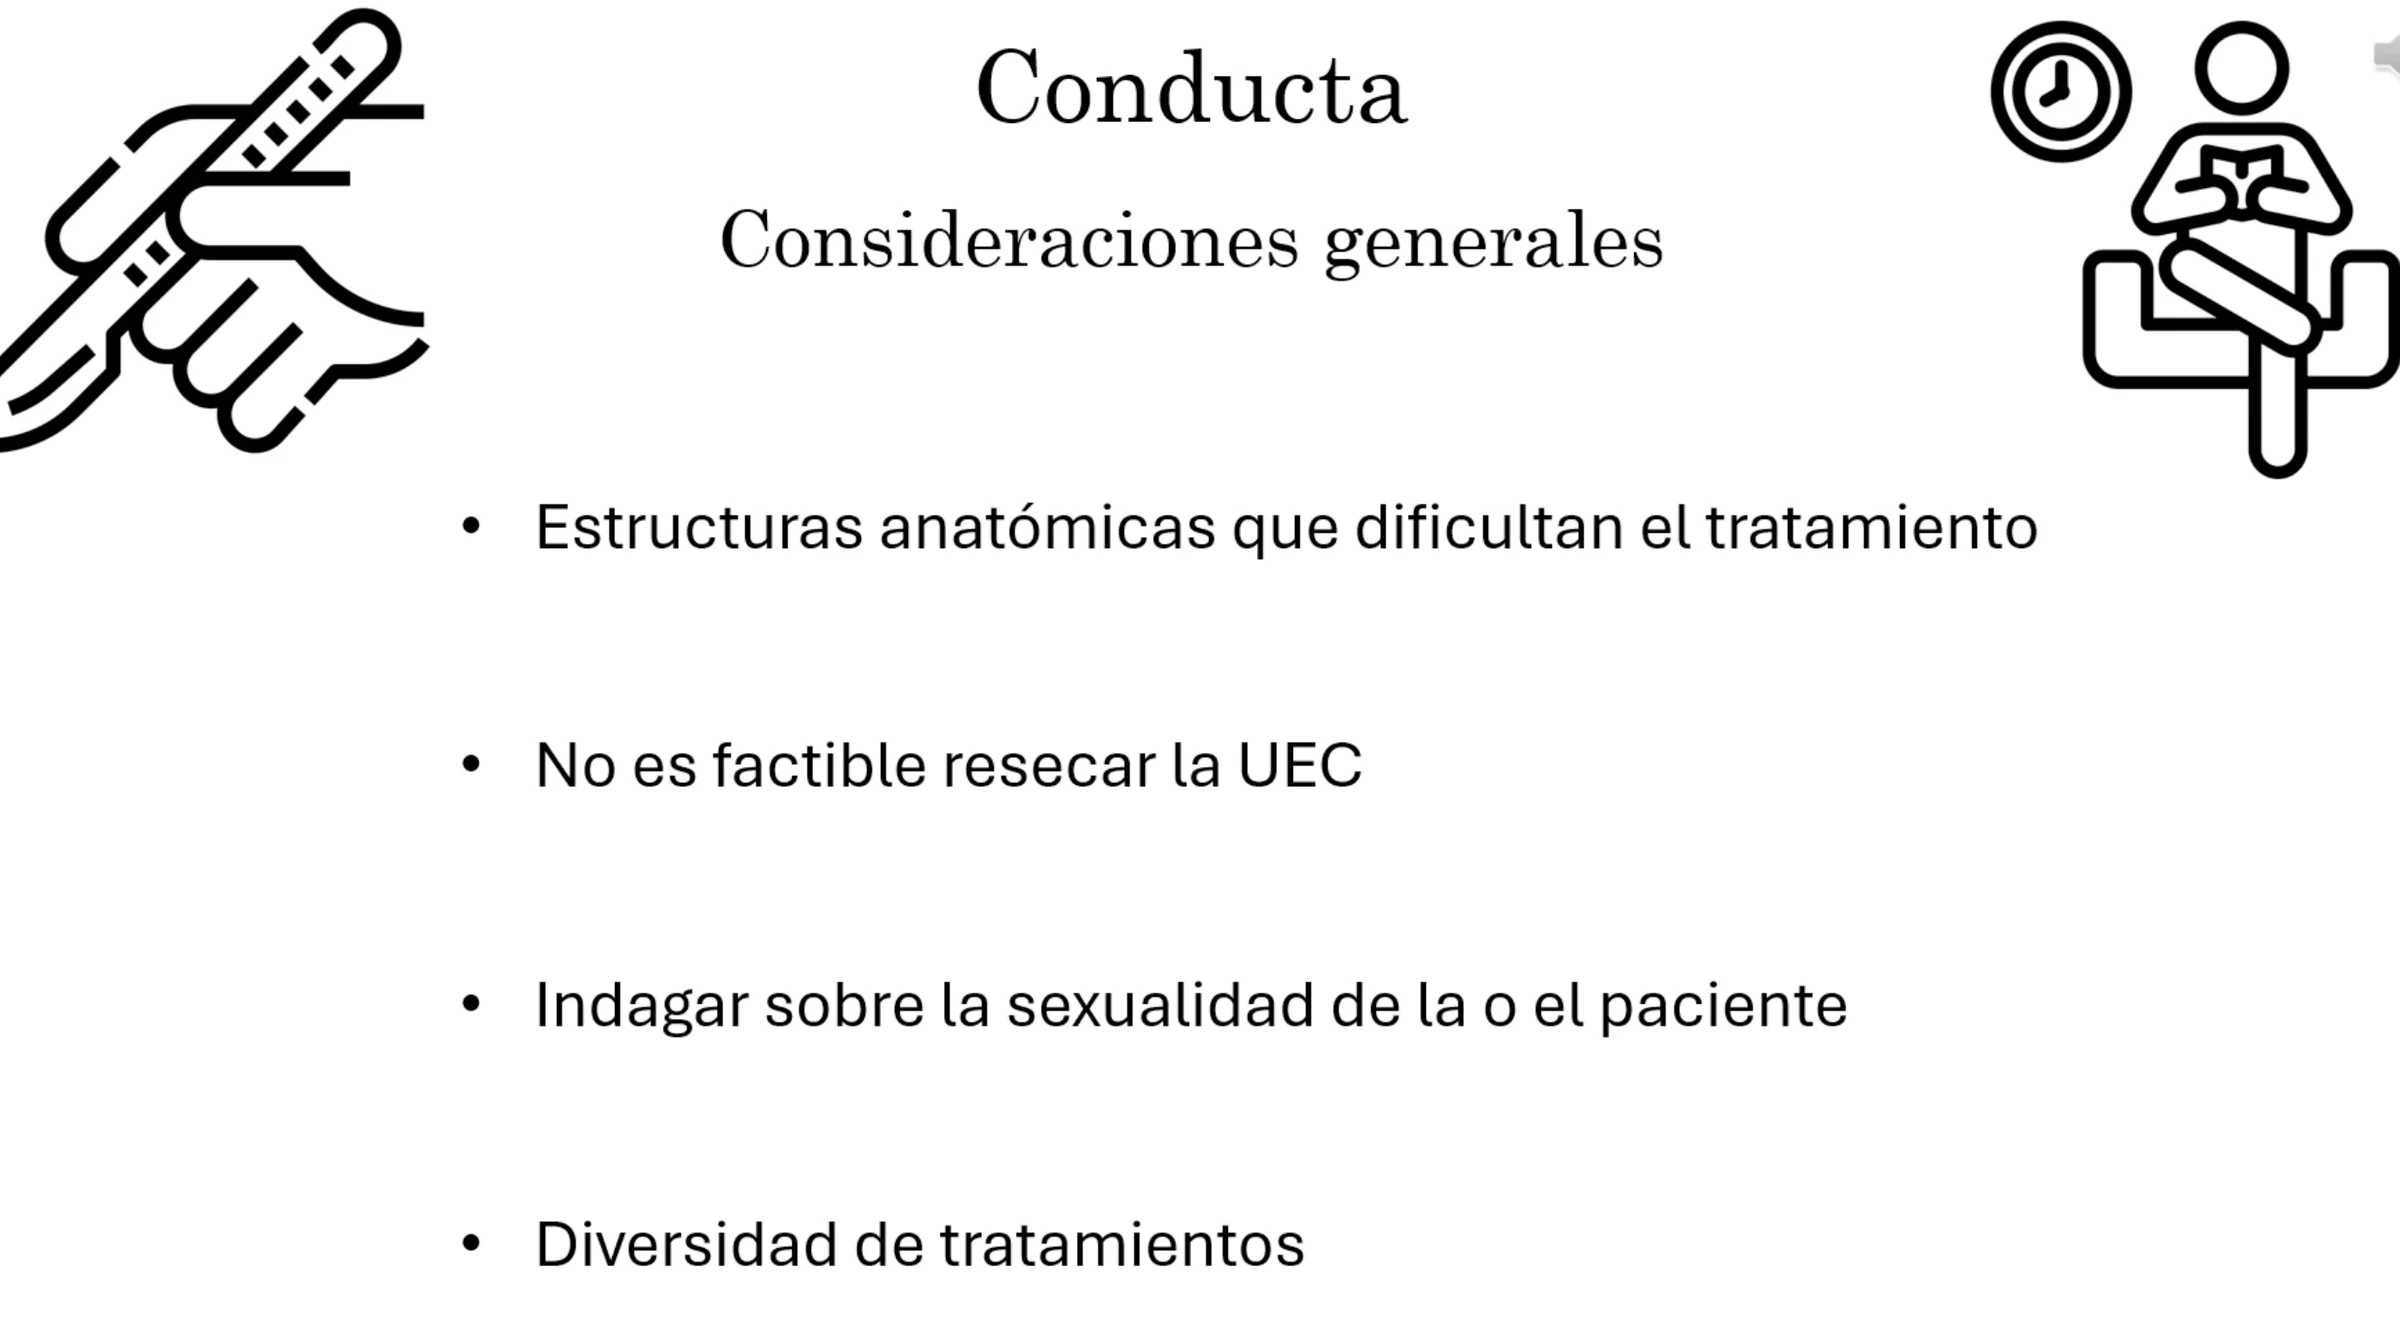 Conducta
Consideraciones generales
• Estructuras anatómicas que dificultan el tratamiento
• No es factible resecar la UEC
• Indagar sobre la sexualidad de la o el paciente
• Diversidad de tratamientos